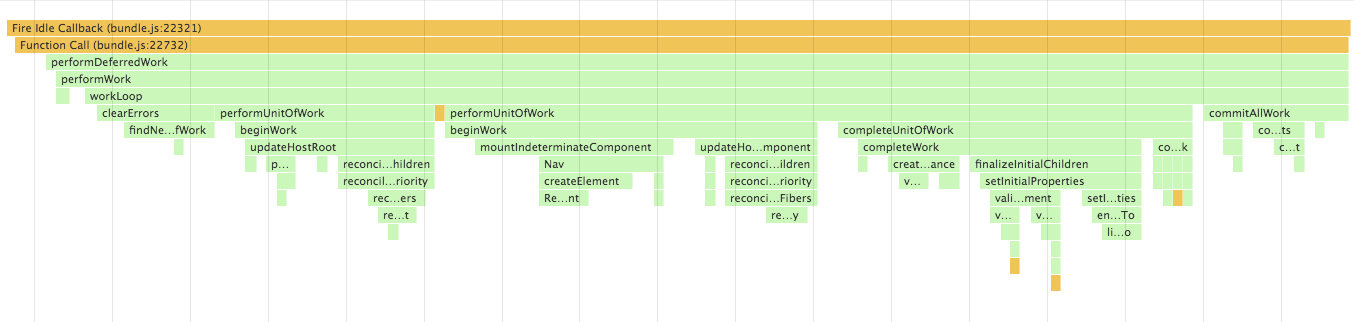 Fire Idle Callback (bundle.js:22321)
Function Call (bundle.js:22732)
performDeferredWork
performWork
workLoop
clearErrors performUnitOfWork performUnitOfWork commitAllWork
findNe...fWork beginWork beginWork completeUnitOfWork co...ts
updateHostRoot mountIndeterminateComponent updateHo...mponent completeWork co...k c...t
p... reconci...hildren Nav reconci...ildren creat...ance finalizeInitialChildren
reconcil...riority createElement reconci...riority v... setInitialProperties
rec...ers Re...nt reconci...Fibers vali...ment setI...ties
re...t re...y v... v... en...To
li...o